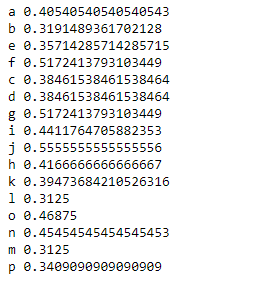 a 0.40540540540540543
b 0.3191489361702128
e 0.35714285714285715
f 0.5172413793103449
c 0.38461538461538464
d 0.38461538461538464
g 0.5172413793103449
i 0.4411764705882353
j 0.5555555555555556
h 0.4166666666666667
k 0.39473684210526316
l 0.3125
o 0.46875
n 0.45454545454545453
m 0.3125
p 0.3409090909090909